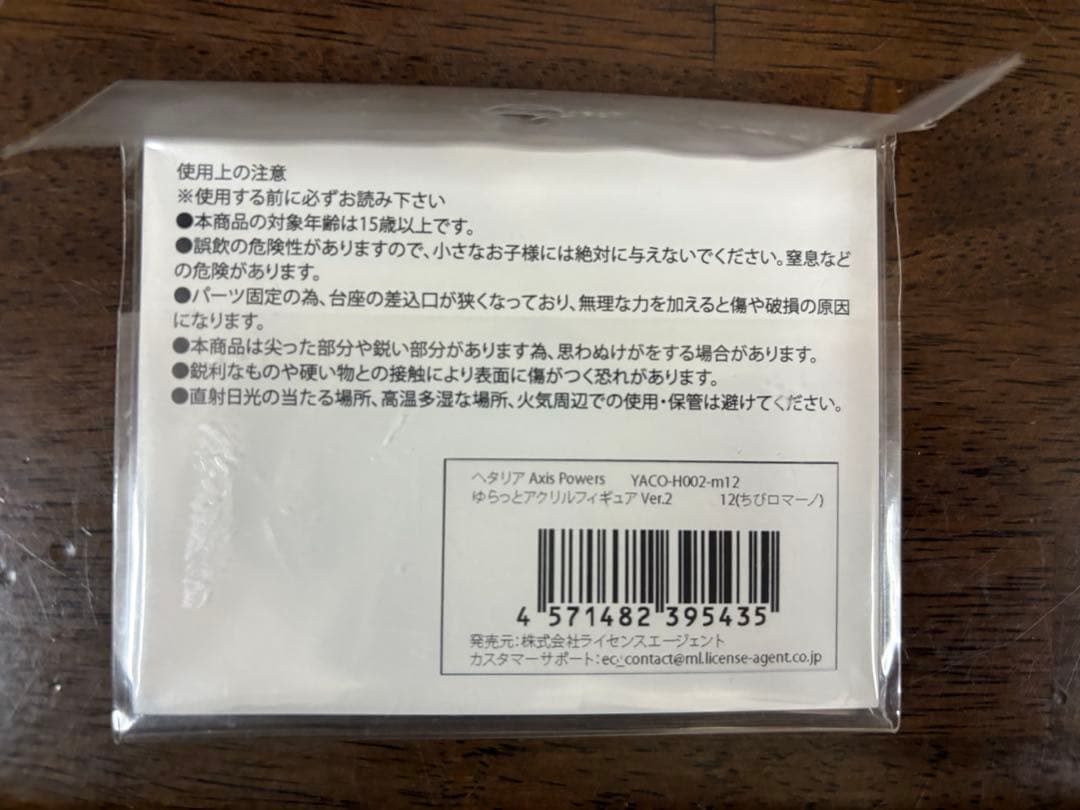 使用上の注意
※使用する前に必ずお読み下さい
●本商品の対象年齢は15歳以上です。
●誤飲の危険性がありますので、小さなお子様には絶対に与えないでください。窒息など
の危険があります。
●パーツ固定の為、台座の差込口が狭くなっており、無理な力を加えると傷や破損の原因
になります。
●本商品は尖った部分や鋭い部分があります為、思わぬけがをする場合があります。
●鋭利なものや硬い物との接触により表面に傷がつく恐れがあります。
●直射日光の当たる場所、高温多湿な場所、火気周辺での使用・保管は避けてください。
ヘタリア Axis Powers YACO-H002-m12
ゆらっとアクリルフィギュア Ver.2 12(ちびロマーノ)
4 571482 395435
発売元：株式会社ライセンスエージェント
カスタマーサポート：ec_contact@ml.license-agent.co.jp